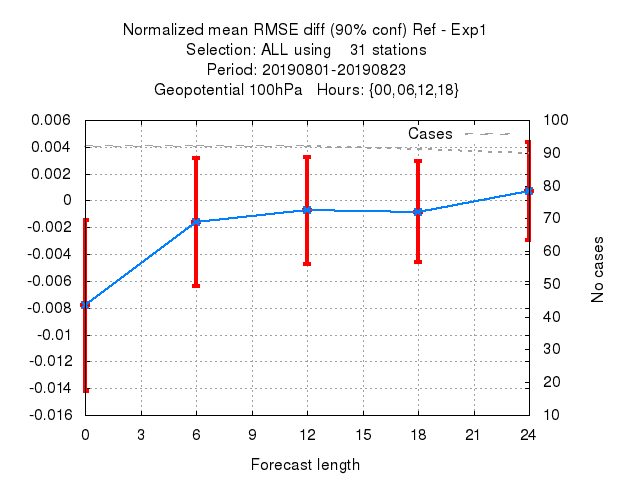 Normalized mean RMSE diff (90% conf) Ref - Exp1
Selection: ALL using 31 stations
Period: 20190801-20190823
Geopotential 100hPa Hours: {00,06,12,18}
Cases
0.006
0.004
0.002
0
-0.002
-0.004
-0.006
-0.008
-0.01
-0.012
-0.014
-0.016
100
90
80
70
60
50
40
30
20
10
No cases
0 3 6 9 12 15 18 21 24
Forecast length